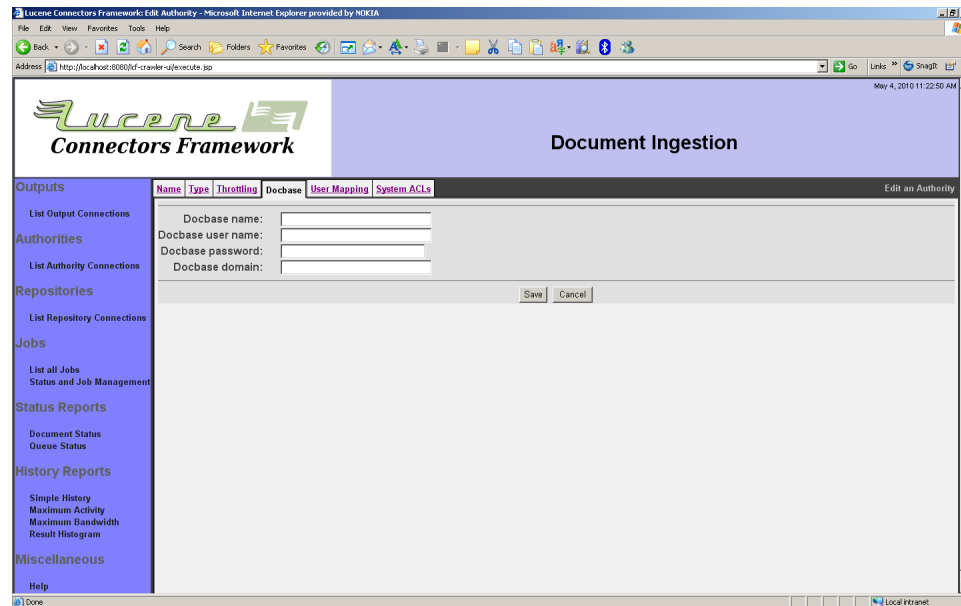 Lucene Connectors Framework: Edit Authority - Microsoft Internet Explorer provided by NOKIA
File Edit View Favorites Tools Help
Back Search Folders Favorites
Address http://localhost:8080/lcf-crawler-ui/execute.jsp Go Links » SnagIt
May 4, 2010 11:22:50 AM
Lucene
Connectors Framework
Document Ingestion
Name Type Throttling Docbase User Mapping System ACLs Edit an Authority
Outputs
List Output Connections
Authorities
List Authority Connections
Repositories
List Repository Connections
Jobs
List all Jobs
Status and Job Management
Status Reports
Document Status
Queue Status
History Reports
Simple History
Maximum Activity
Maximum Bandwidth
Result Histogram
Miscellaneous
Help
Docbase name:
Docbase user name:
Docbase password:
Docbase domain:
Save Cancel
Done Local intranet